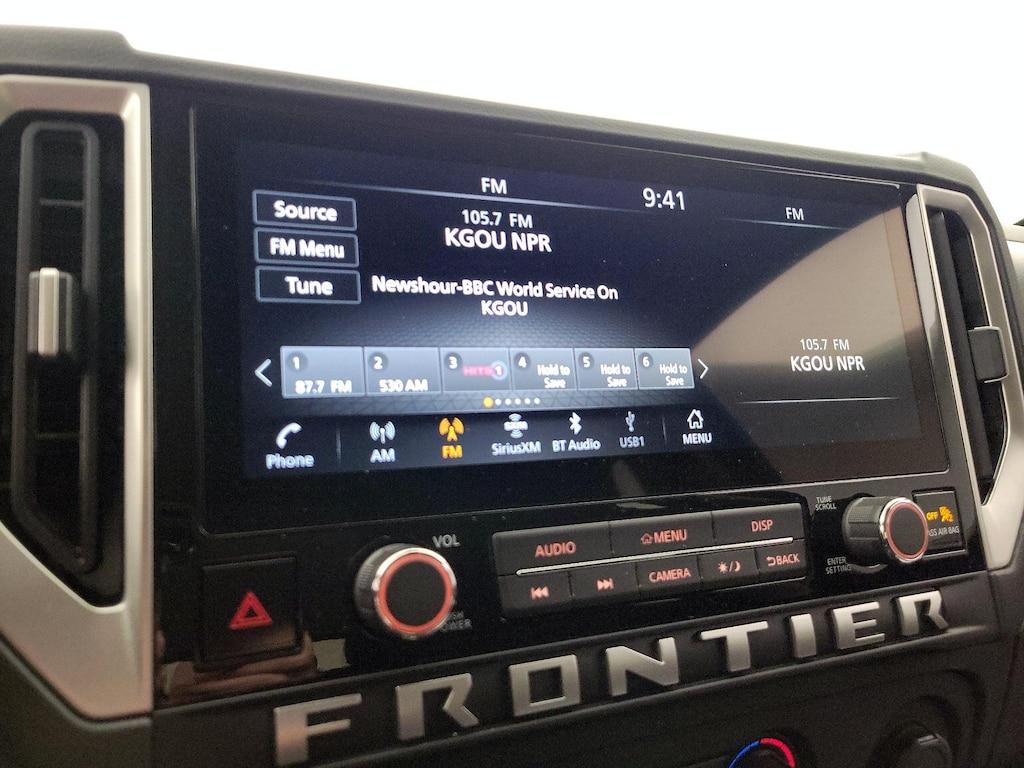 FM
9:41
FM
Source
105.7 FM
KGOU NPR
FM Menu
Tune
Newshour-BBC World Service On
KGOU
105.7 FM
KGOU NPR
1
87.7 FM
2
530 AM
3
HITS 1
4
Hold to
Save
5
Hold to
Save
6
Hold to
Save
Phone
AM
FM
SXM
SiriusXM
BT Audio
USB1
MENU
TUNE
SCROLL
OFF
VOL
AUDIO
MENU
DISP
CAMERA
BACK
ENTER
SETTING
FRONTIER